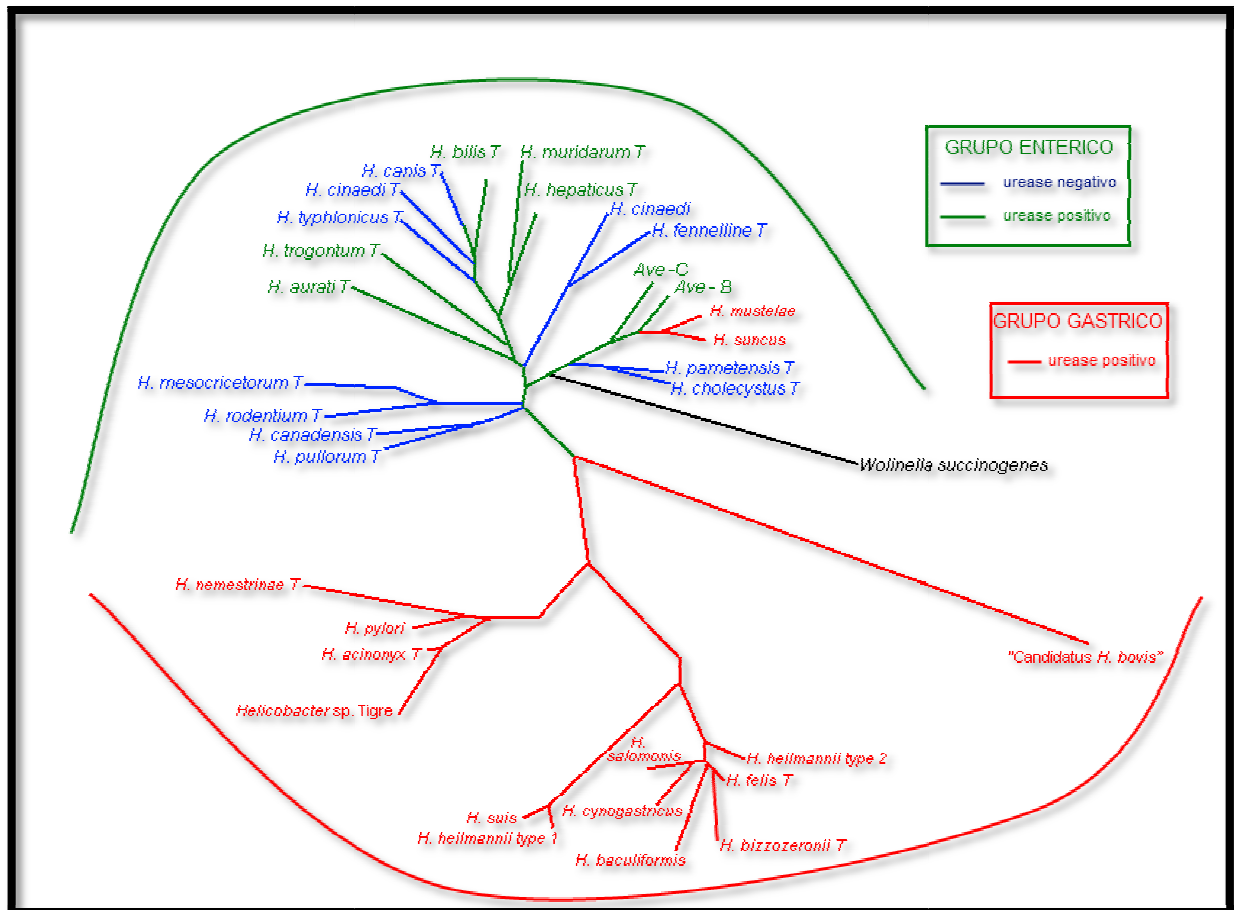 H. bilis T
H. muridarum T
H. canis T
H. cinaedi T
H. hepaticus T
H. typhlonicus T
H. cinaedi
H. fennelline T
H. trogontum T
H. aurati T
Ave -C
Ave - B
H. mustelae
H. suncus
H. pametensis T
H. cholecystus T
H. mesocricetorum T
H. rodentium T
H. canadensis T
H. pullorum T
Wolinella succinogenes
GRUPO ENTERICO
urease negativo
urease positivo
GRUPO GASTRICO
urease positivo
H. nemestrinae T
H. pylori
H. acinonyx T
Helicobacter sp. Tigre
"Candidatus H. bovis"
H.
salomonis
H. heilmannii type 2
H. felis T
H. cynogastricus
H. suis
H. heilmannii type 1
H. baculiformis
H. bizzozeronii T